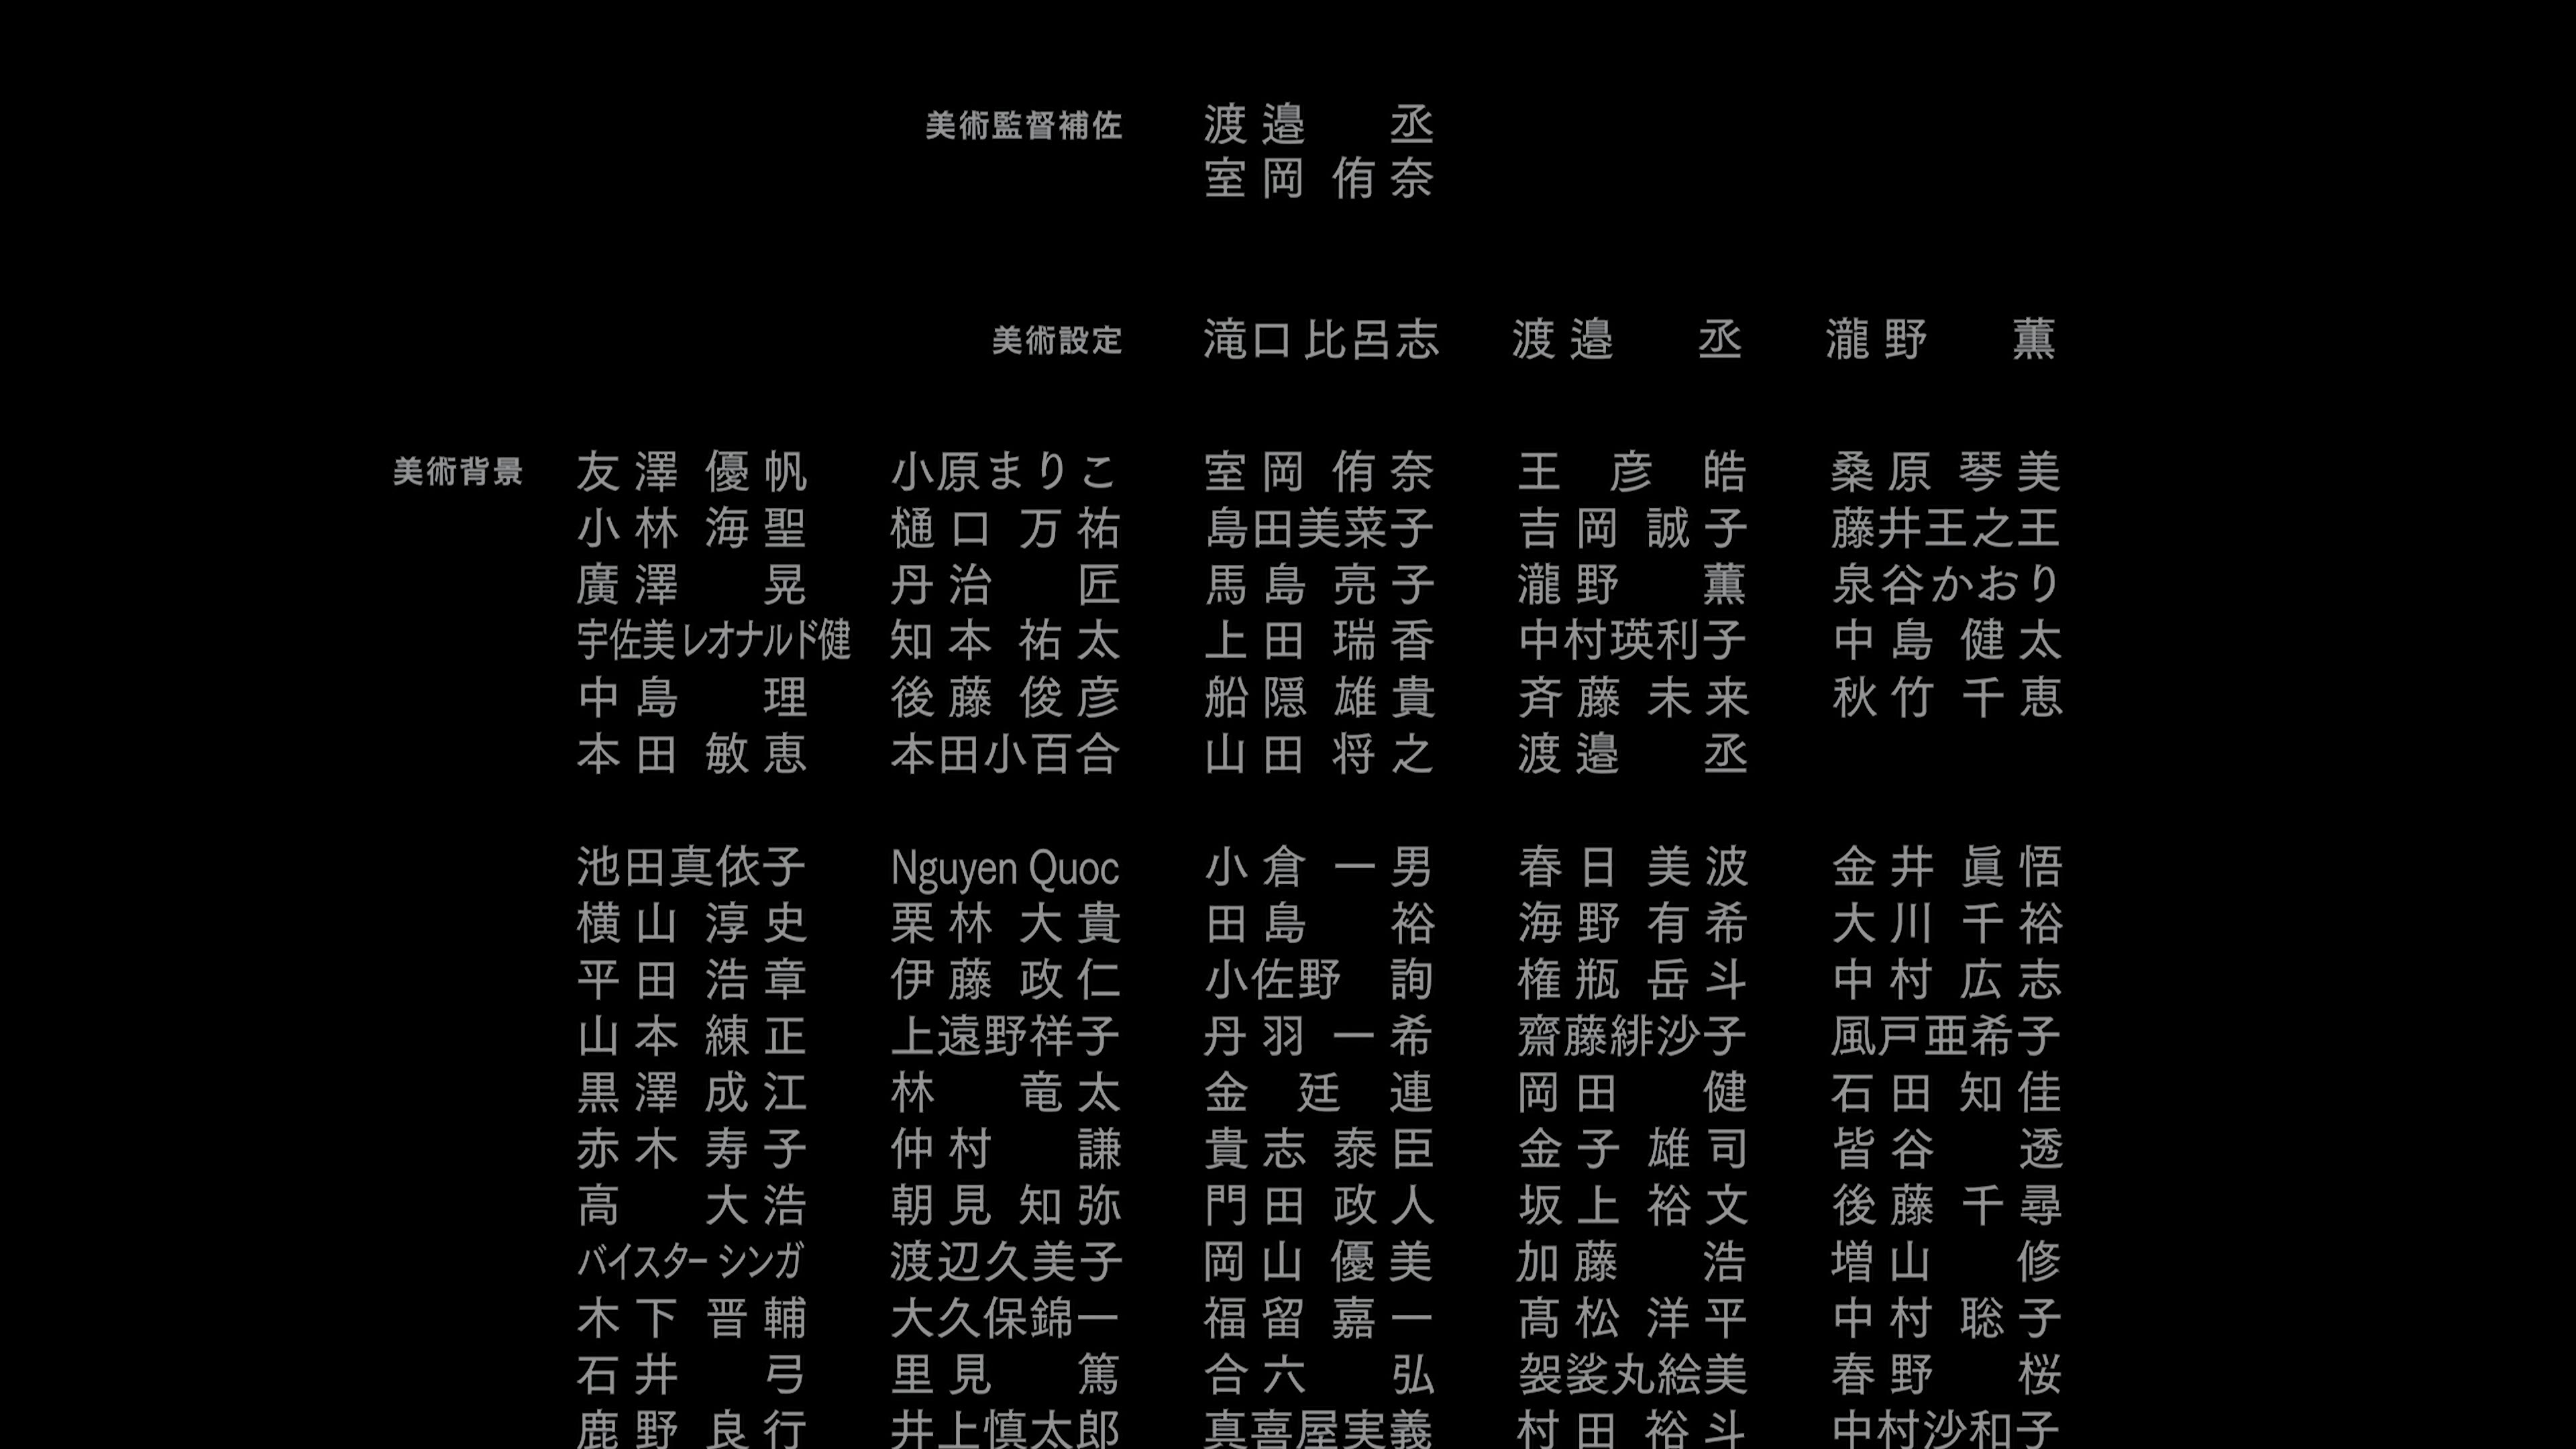 美術監督補佐 渡邉 丞
室岡 侑奈
美術設定 滝口 比呂志 渡邉 丞 瀧野 薫
美術背景 友澤 優帆 小原まりこ 室岡 侑奈 王 彦 皓 桑原 琴美
小林 海聖 樋口 万祐 島田美菜子 吉岡 誠子 藤井王之王
廣澤 晃 丹治 匠 馬島 亮子 瀧野 薫 泉谷かおり
宇佐美 レオナルド健 知本 祐太 上田 瑞香 中村瑛利子 中島 健太
中島 理 後藤 俊彦 船隠 雄貴 斉藤 未来 秋竹 千恵
本田 敏恵 本田小百合 山田 将之 渡邉 丞
池田真依子 Nguyen Quoc 小倉 一男 春日 美波 金井 眞悟
横山 淳史 栗林 大貴 田島 裕 海野 有希 大川 千裕
平田 浩章 伊藤 政仁 小佐野 詢 権瓶 岳斗 中村 広志
山本 練正 上遠野祥子 丹羽 一希 齋藤緋沙子 風戸亜希子
黒澤 成江 林 竜太 金 廷 連 岡田 健 石田 知佳
赤木 寿子 仲村 謙 貴志 泰臣 金子 雄司 皆谷 透
高 大浩 朝見 知弥 門田 政人 坂上 裕文 後藤 千尋
バイスター シンガ 渡辺久美子 岡山 優美 加藤 浩 増山 修
木下 晋輔 大久保錦一 福留 嘉一 髙松 洋平 中村 聡子
石井 弓 里見 篤 合六 弘 袈裟丸絵美 春野 桜
鹿野 良行 井上慎太郎 真喜屋実義 村田 裕斗 中村沙和子